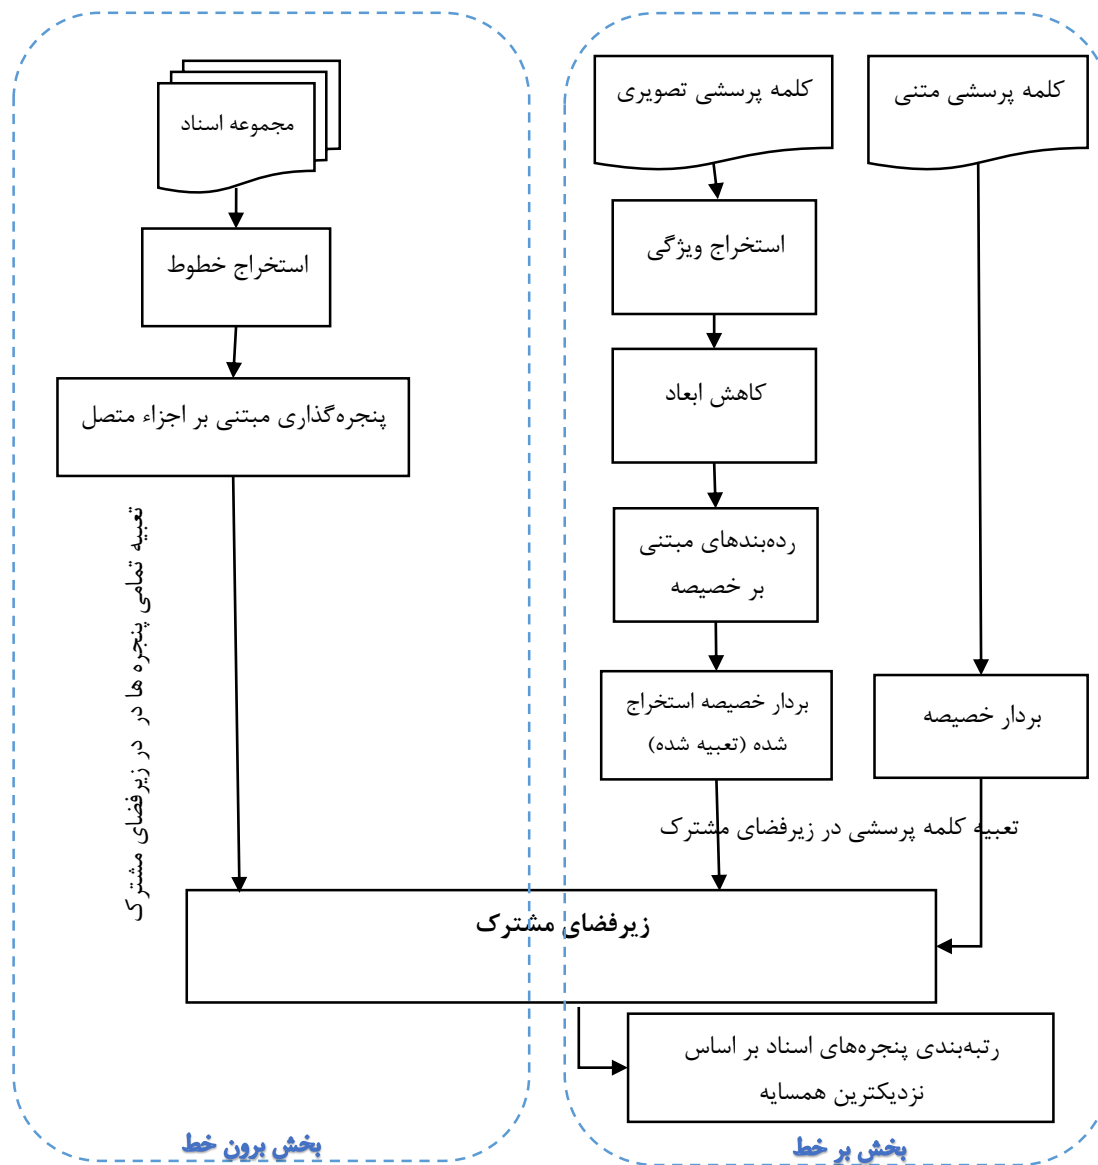 کلمه پرسشی متنی
کلمه پرسشی تصویری
مجموعه اسناد
استخراج ویژگی
استخراج خطوط
کاهش ابعاد
پنجره‌گذاری مبتنی بر اجزاء متصل
رده‌بندهای مبتنی
بر خصیصه
تعبیه تمامی پنجره ها در در زیرفضای مشترک
بردار خصیصه استخراج
شده (تعبیه شده)
بردار خصیصه
تعبیه کلمه پرسشی در زیرفضای مشترک
زیرفضای مشترک
رتبه‌بندی پنجره‌های اسناد بر اساس
نزدیکترین همسایه
بخش بر خط
بخش برون خط